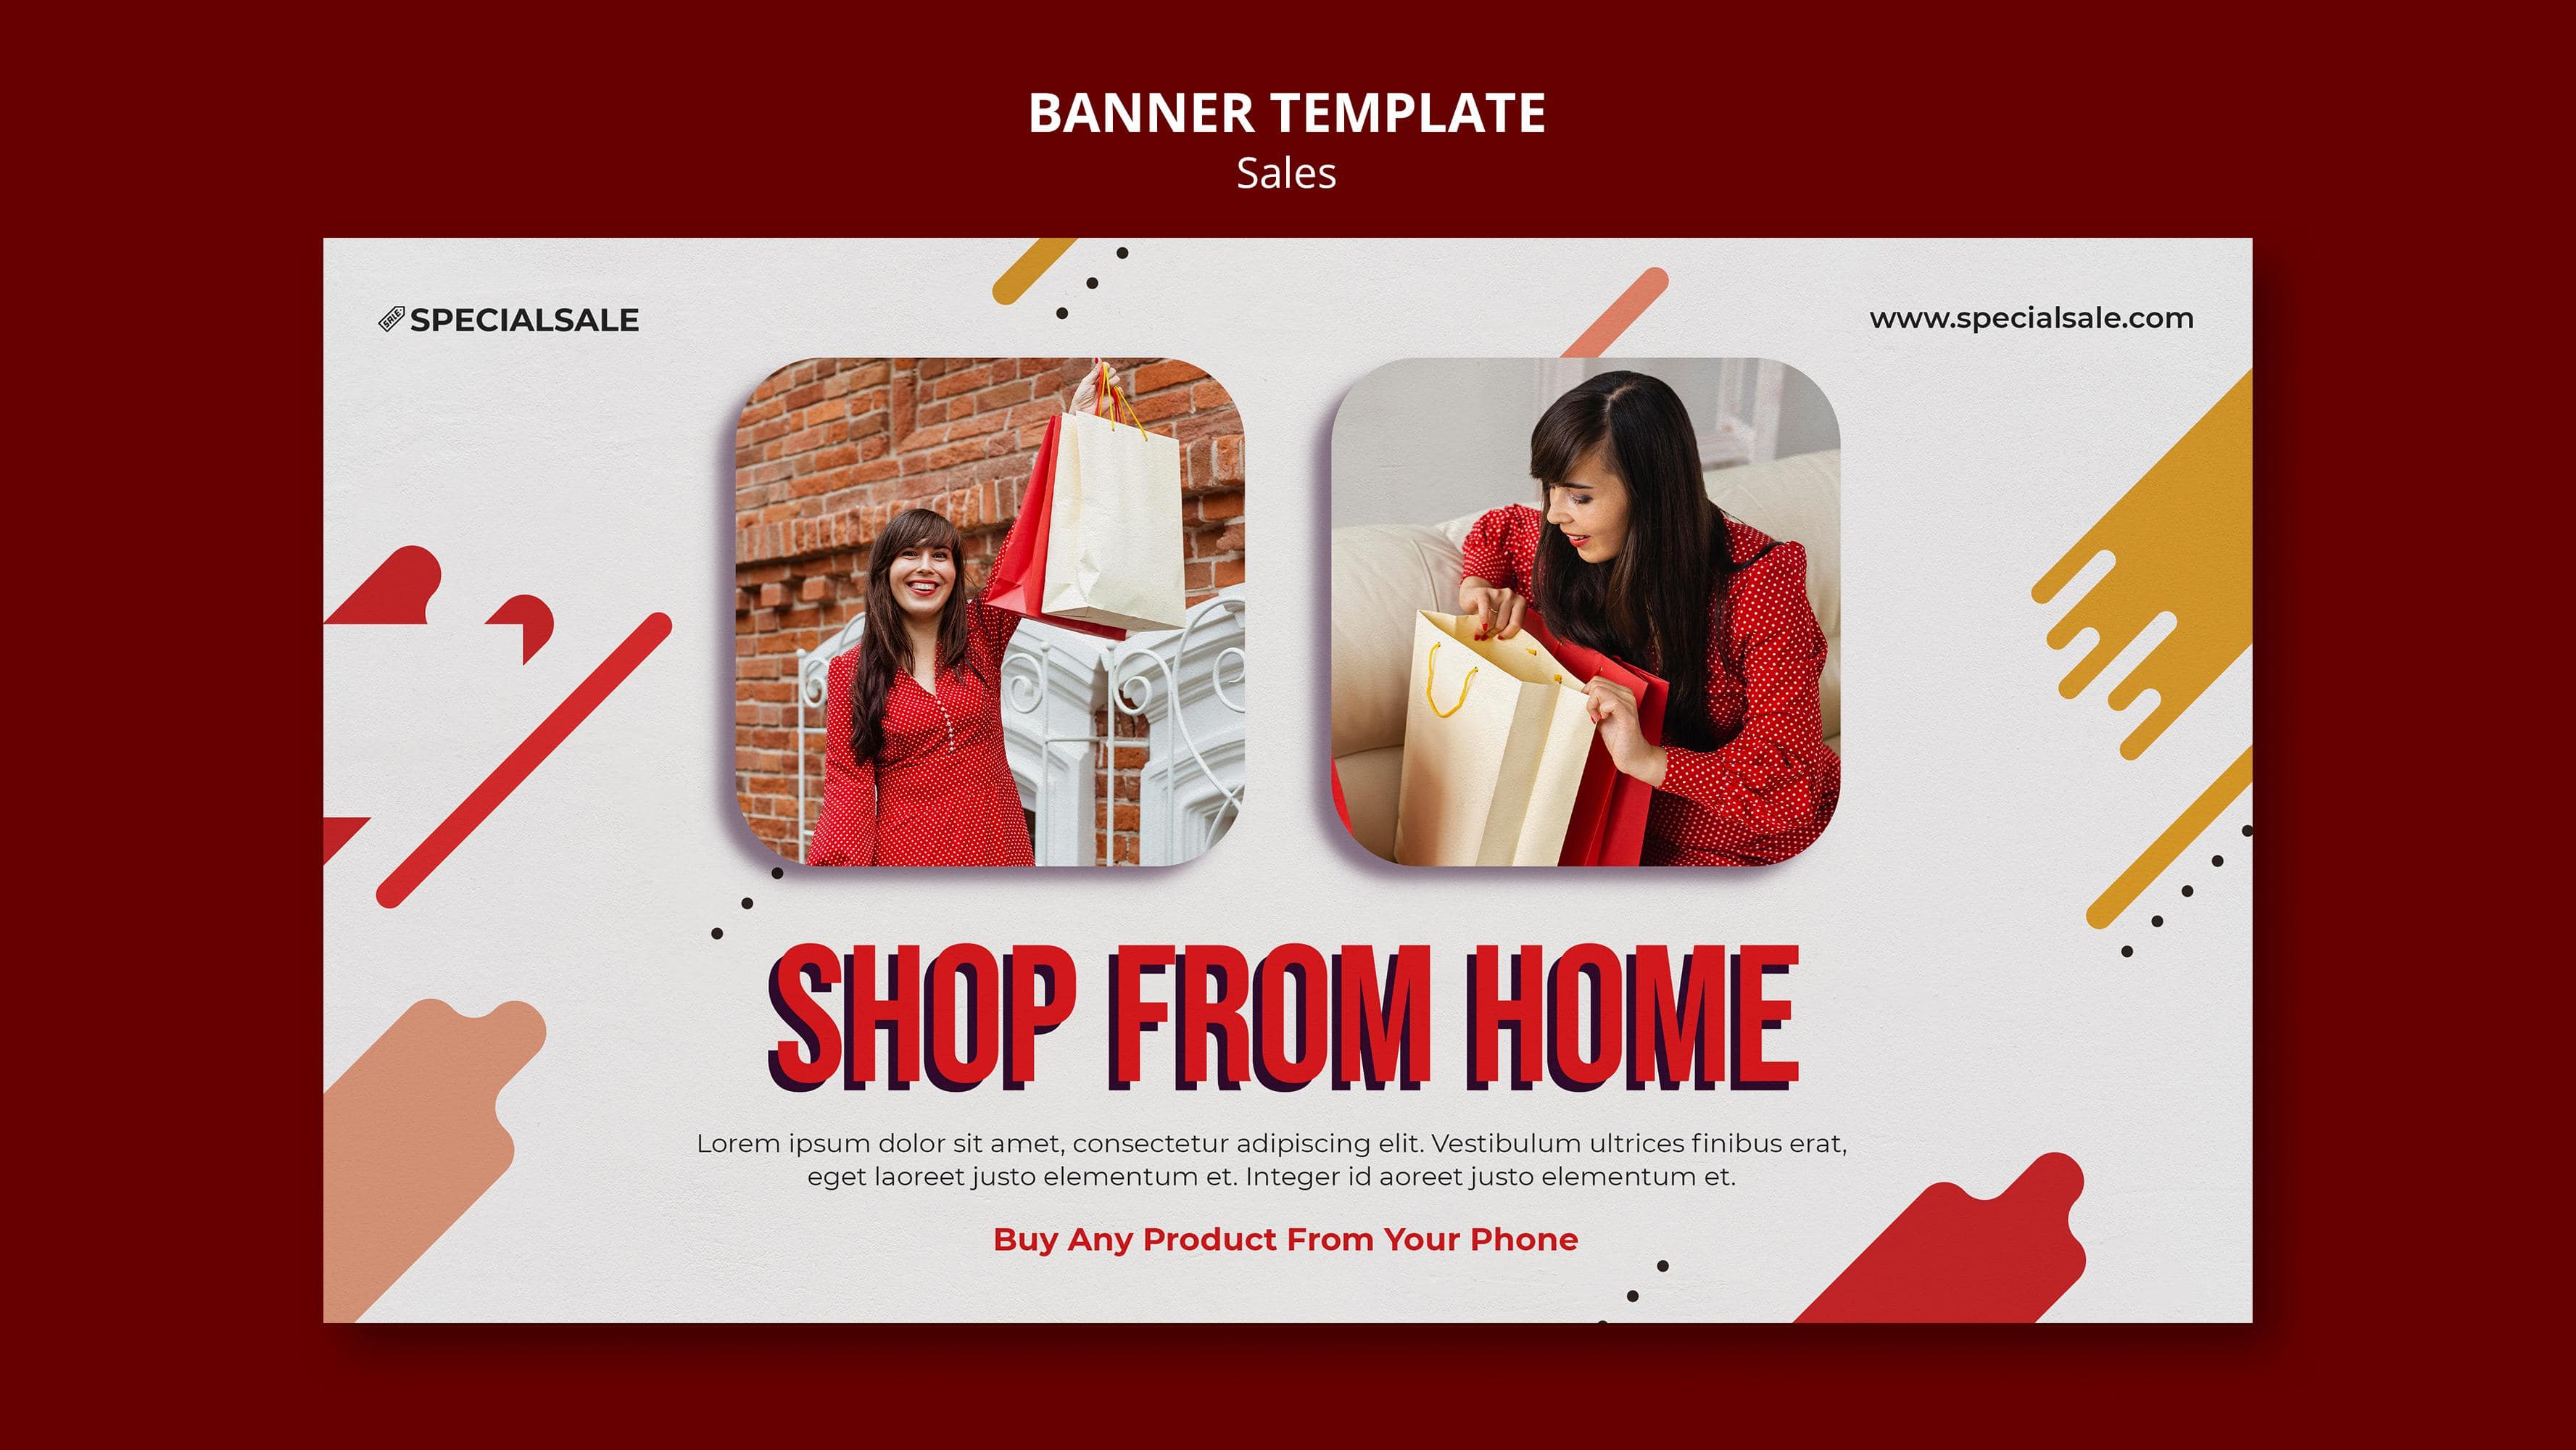 BANNER TEMPLATE
Sales
SALE
SPECIALSALE
www.specialsale.com
SHOP FROM HOME
Lorem ipsum dolor sit amet, consectetur adipiscing elit. Vestibulum ultrices finibus erat,
eget laoreet justo elementum et. Integer id aoreet justo elementum et.
Buy Any Product From Your Phone